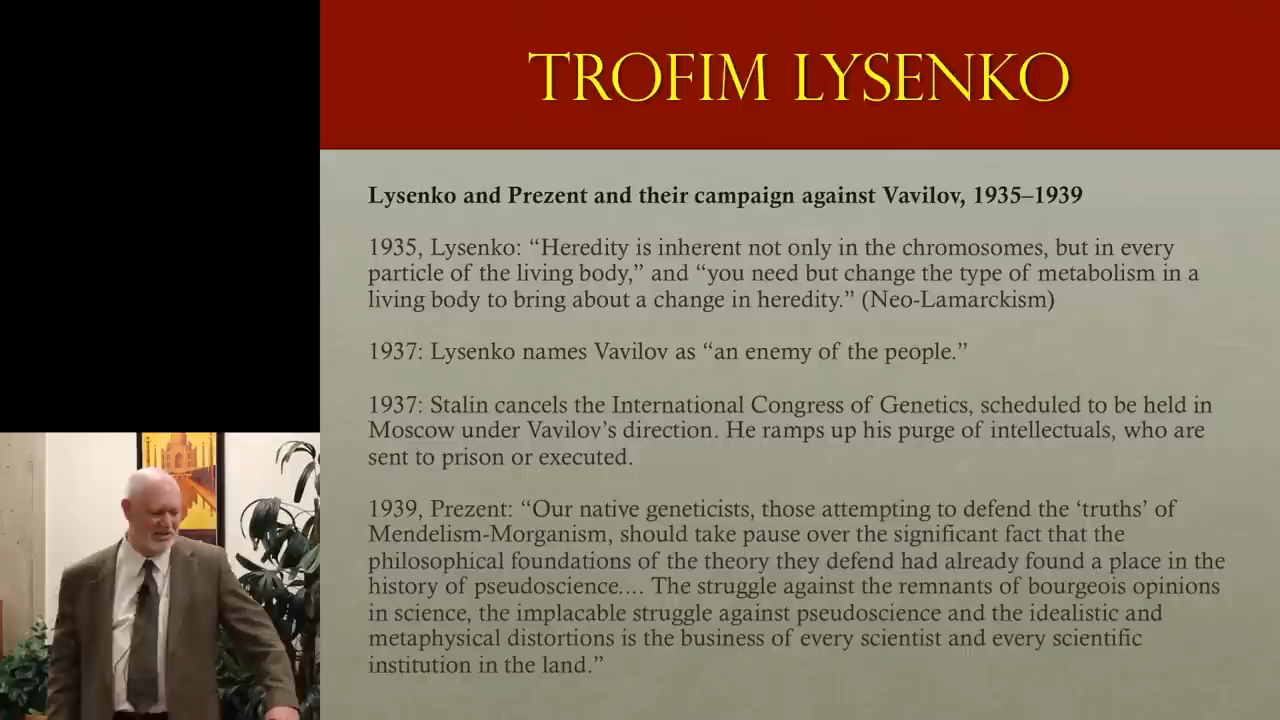 TROFIM LYSENKO
Lysenko and Prezent and their campaign against Vavilov, 1935–1939
1935, Lysenko: “Heredity is inherent not only in the chromosomes, but in every
particle of the living body,” and “you need but change the type of metabolism in a
living body to bring about a change in heredity.” (Neo-Lamarckism)
1937: Lysenko names Vavilov as “an enemy of the people.”
1937: Stalin cancels the International Congress of Genetics, scheduled to be held in
Moscow under Vavilov’s direction. He ramps up his purge of intellectuals, who are
sent to prison or executed.
1939, Prezent: “Our native geneticists, those attempting to defend the ‘truths’ of
Mendelism-Morganism, should take pause over the significant fact that the
philosophical foundations of the theory they defend had already found a place in the
history of pseudoscience.... The struggle against the remnants of bourgeois opinions
in science, the implacable struggle against pseudoscience and the idealistic and
metaphysical distortions is the business of every scientist and every scientific
institution in the land.”